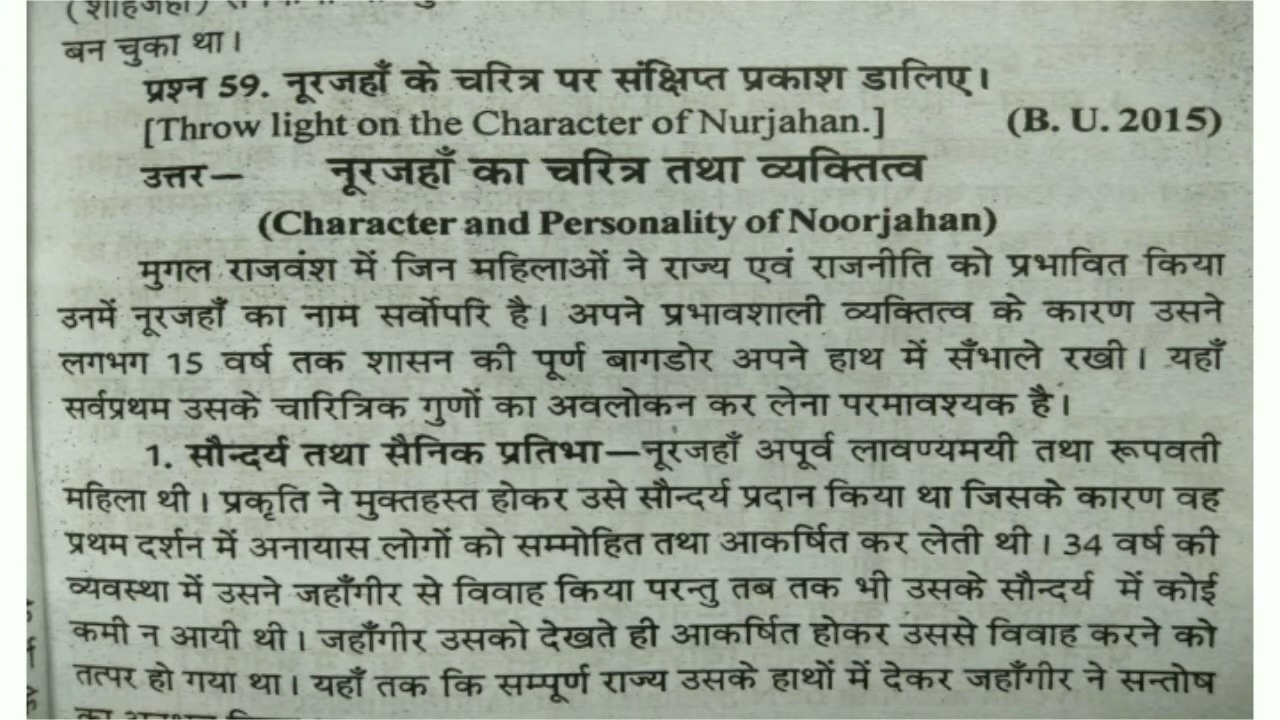 (शाहजहाँ)
बन चुका था।
प्रश्न 59. नूरजहाँ के चरित्र पर संक्षिप्त प्रकाश डालिए।
[Throw light on the Character of Nurjahan.] (B. U. 2015)
उत्तर— नूरजहाँ का चरित्र तथा व्यक्तित्व
(Character and Personality of Noorjahan)
मुगल राजवंश में जिन महिलाओं ने राज्य एवं राजनीति को प्रभावित किया
उनमें नूरजहाँ का नाम सर्वोपरि है। अपने प्रभावशाली व्यक्तित्व के कारण उसने
लगभग 15 वर्ष तक शासन की पूर्ण बागडोर अपने हाथ में सँभाले रखी। यहाँ
सर्वप्रथम उसके चारित्रिक गुणों का अवलोकन कर लेना परमावश्यक है।
1. सौन्दर्य तथा सैनिक प्रतिभा—नूरजहाँ अपूर्व लावण्यमयी तथा रूपवती
महिला थी। प्रकृति ने मुक्तहस्त होकर उसे सौन्दर्य प्रदान किया था जिसके कारण वह
प्रथम दर्शन में अनायास लोगों को सम्मोहित तथा आकर्षित कर लेती थी। 34 वर्ष की
व्यवस्था में उसने जहाँगीर से विवाह किया परन्तु तब तक भी उसके सौन्दर्य में कोई
कमी न आयी थी। जहाँगीर उसको देखते ही आकर्षित होकर उससे विवाह करने को
तत्पर हो गया था। यहाँ तक कि सम्पूर्ण राज्य उसके हाथों में देकर जहाँगीर ने सन्तोष